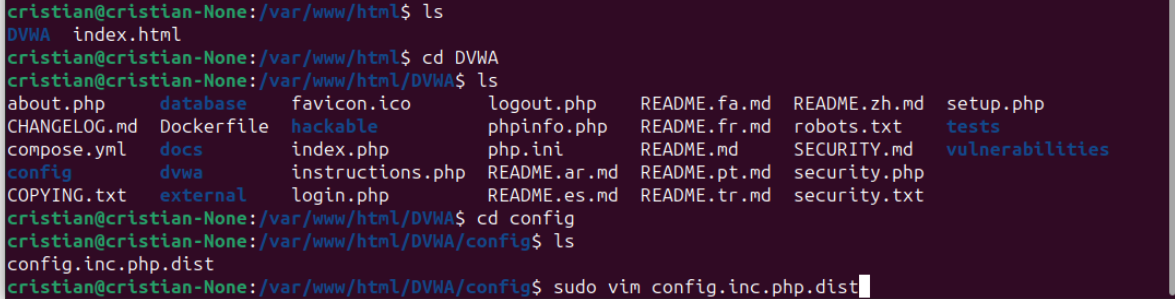 cristian@cristian-None:/var/www/html$ ls
DVWA  index.html
cristian@cristian-None:/var/www/html$ cd DVWA
cristian@cristian-None:/var/www/html/DVWA$ ls
about.php     database    favicon.ico       logout.php    README.fa.md  README.zh.md  setup.php
CHANGELOG.md  Dockerfile  hackable          phpinfo.php   README.fr.md  robots.txt    tests
compose.yml   docs        index.php         php.ini       README.md     SECURITY.md   vulnerabilities
config        dvwa        instructions.php  README.ar.md  README.pt.md  security.php
COPYING.txt   external    login.php         README.es.md  README.tr.md  security.txt
cristian@cristian-None:/var/www/html/DVWA$ cd config
cristian@cristian-None:/var/www/html/DVWA/config$ ls
config.inc.php.dist
cristian@cristian-None:/var/www/html/DVWA/config$ sudo vim config.inc.php.dist